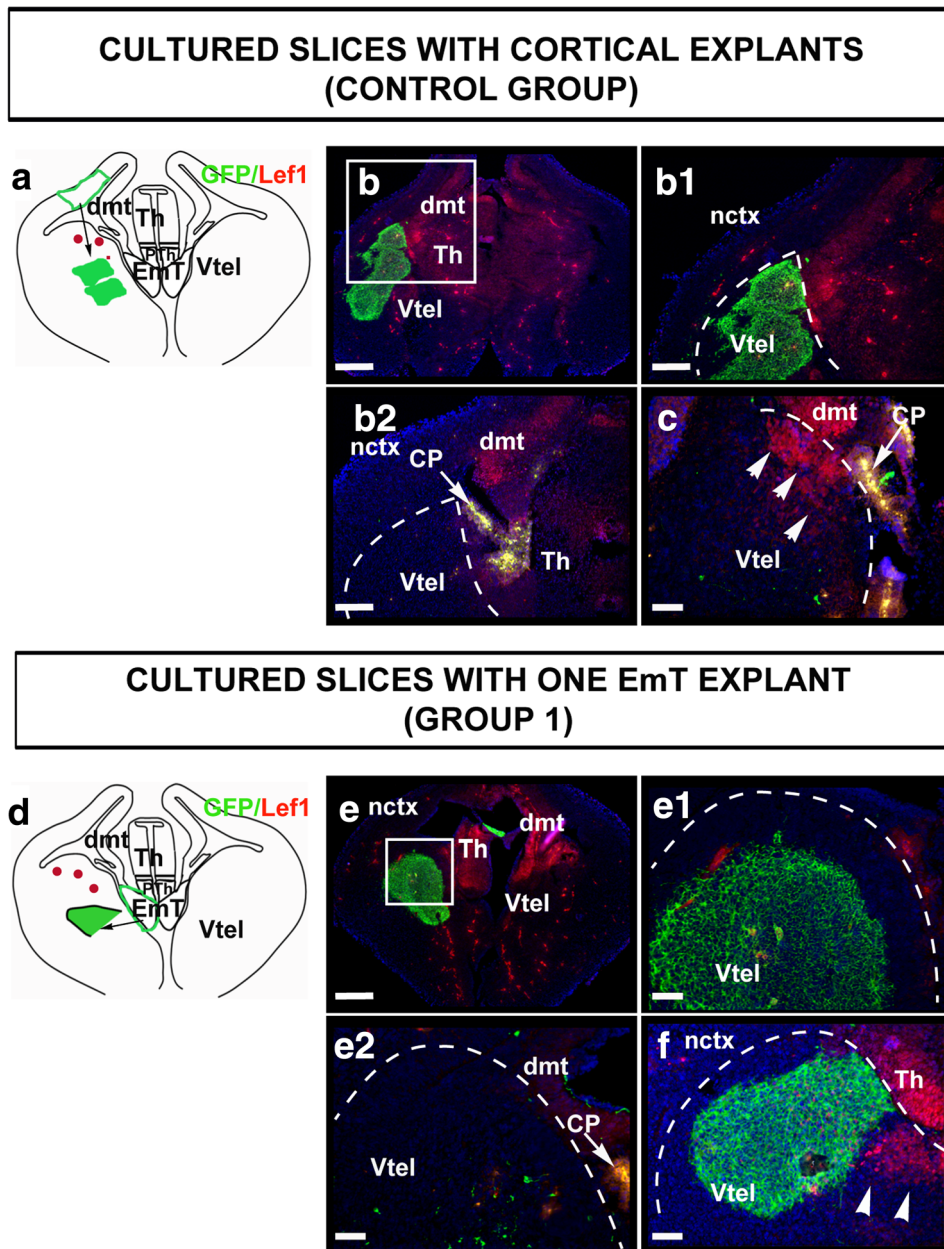 CULTURED SLICES WITH CORTICAL EXPLANTS
(CONTROL GROUP)
a
GFP/Lef1
dmt
Th
PTh
EmT
Vtel
b
dmt
Th
Vtel
b1
nctx
Vtel
b2
nctx
dmt
CP
Th
Vtel
c
dmt
CP
Vtel
CULTURED SLICES WITH ONE EmT EXPLANT
(GROUP 1)
d
GFP/Lef1
dmt
Th
PTh
EmT
Vtel
e
nctx
dmt
Th
Vtel
e1
Vtel
e2
dmt
CP
Vtel
f
nctx
Th
Vtel